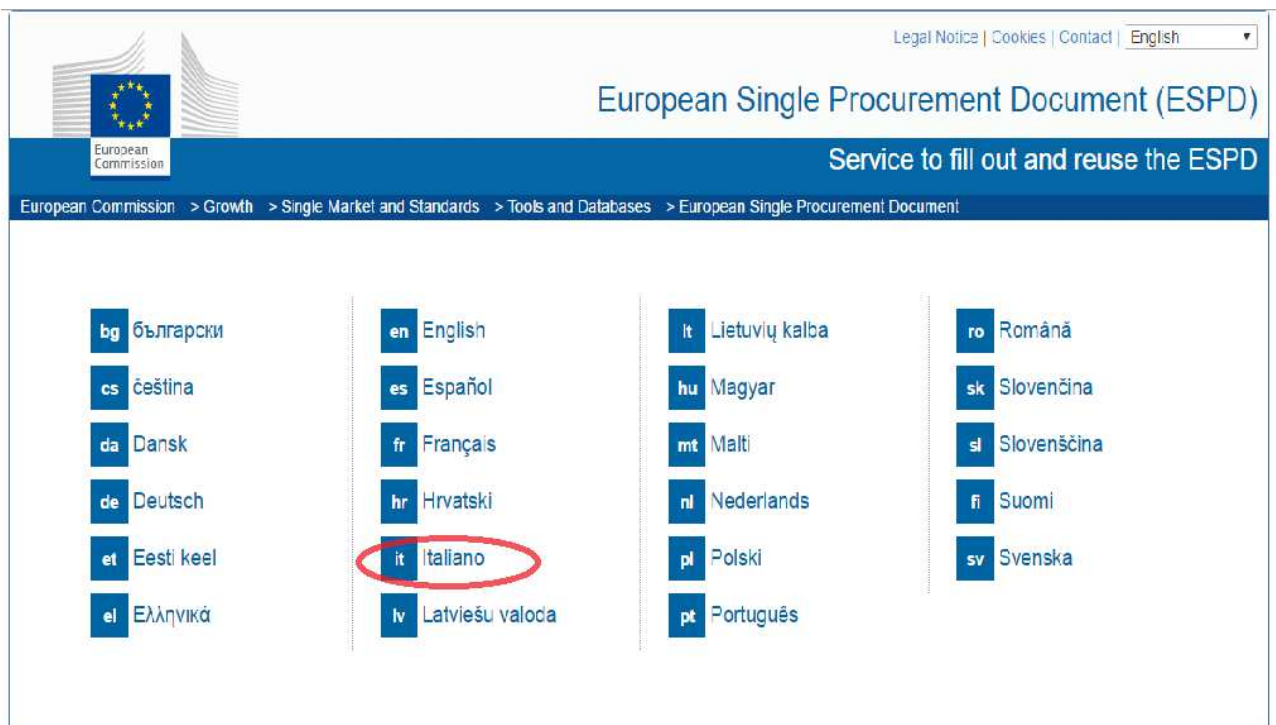 Legal Notice | Cookies | Contact | English
European Single Procurement Document (ESPD)
European
Commission
Service to fill out and reuse the ESPD
European Commission > Growth > Single Market and Standards > Tools and Databases > European Single Procurement Document
bg български
cs čeština
da Dansk
de Deutsch
et Eesti keel
el Ελληνικά
en English
es Español
fr Français
hr Hrvatski
it Italiano
lv Latviešu valoda
lt Lietuvių kalba
hu Magyar
mt Malti
nl Nederlands
pl Polski
pt Português
ro Română
sk Slovenčina
sl Slovenščina
fi Suomi
sv Svenska